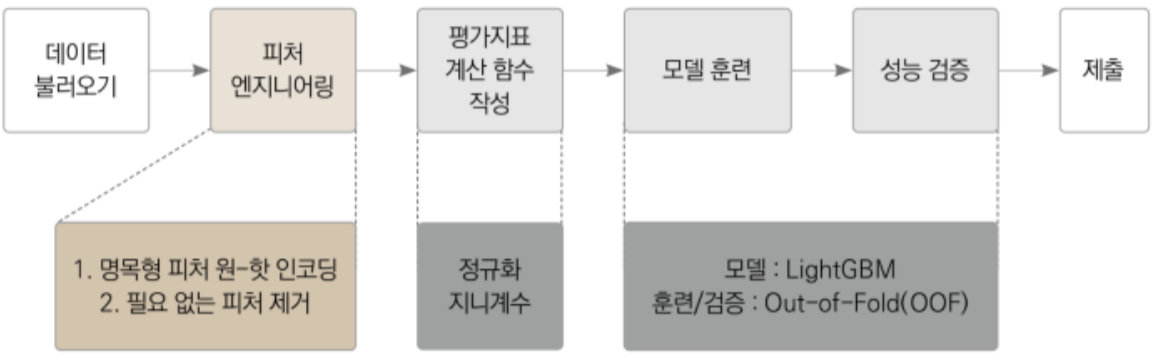 데이터
불러오기
피처
엔지니어링
평가지표
계산 함수
작성
모델 훈련
성능 검증
제출
1. 명목형 피처 원-핫 인코딩
2. 필요 없는 피처 제거
정규화
지니계수
모델 : LightGBM
훈련/검증 : Out-of-Fold(OOF)